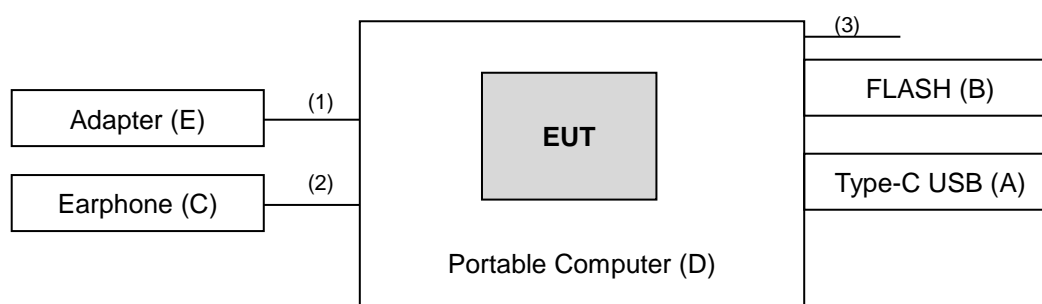 (3)
FLASH (B)
(1)
Adapter (E)
EUT
(2)
Type-C USB (A)
Earphone (C)
Portable Computer (D)